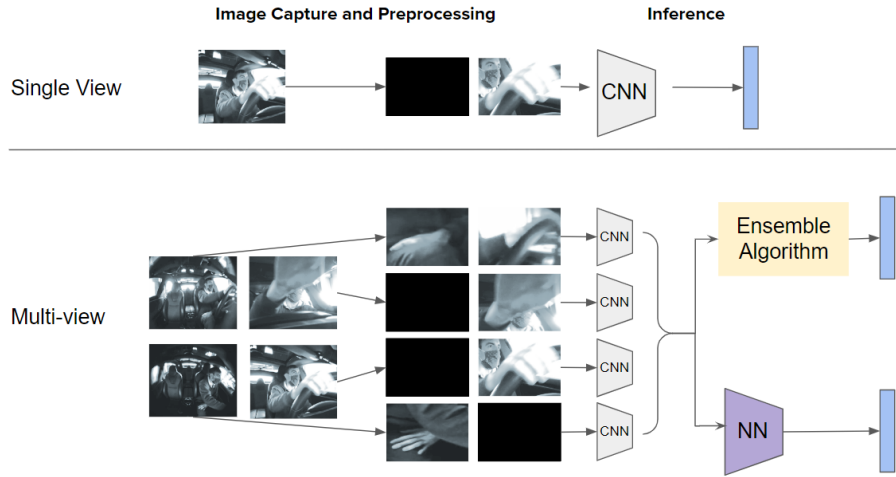 Image Capture and Preprocessing
Inference
Single View
CNN
Multi-view
CNN
CNN
CNN
CNN
Ensemble
Algorithm
NN